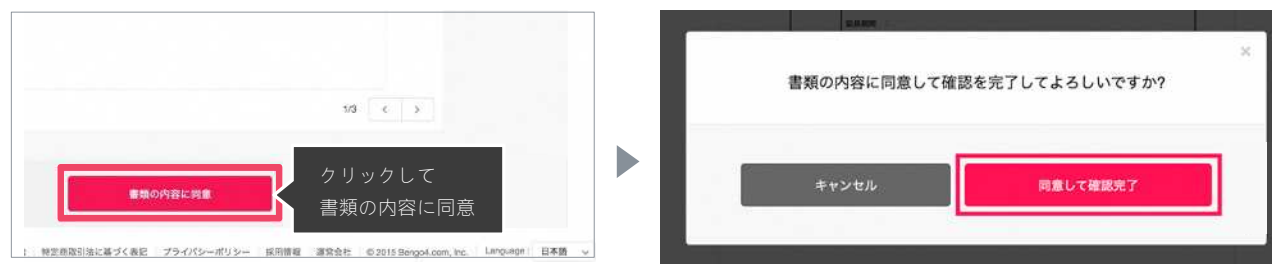 1/3
<
>
書類の内容に同意
クリックして
書類の内容に同意
特定商取引法に基づく表記 プライバシーポリシー 採用情報 運営会社 © 2015 Bengo4.com, Inc. Language 日本語
×
書類の内容に同意して確認を完了してよろしいですか?
キャンセル
同意して確認完了